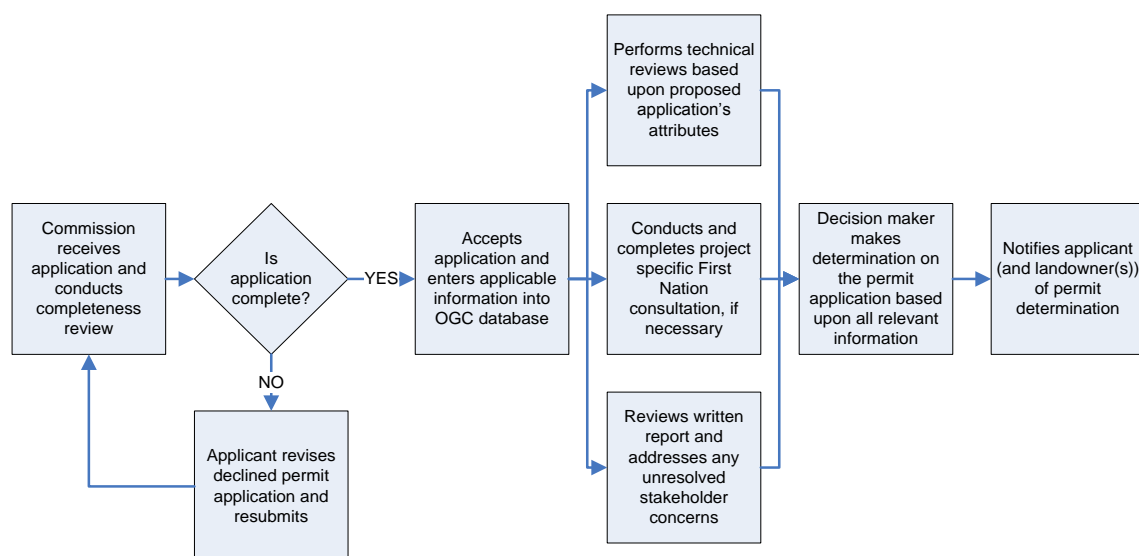 Commission
receives
application and
conducts
completeness
review
Is
application
complete?
YES
NO
Applicant revises
declined permit
application and
resubmits
Accepts
application and
enters applicable
information into
OGC database
Performs technical
reviews based
upon proposed
application’s
attributes
Conducts and
completes project
specific First
Nation
consultation, if
necessary
Reviews written
report and
addresses any
unresolved
stakeholder
concerns
Decision maker
makes
determination on
the permit
application based
upon all relevant
information
Notifies applicant
(and landowner(s))
of permit
determination